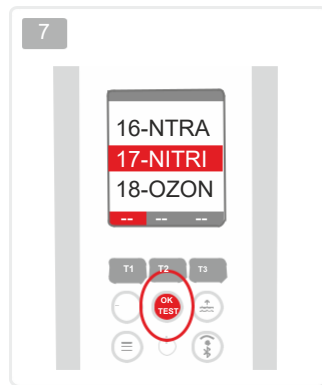 7
16-NTRA
17-NITRI
18-OZON
-- -- --
T1 T2 T3
OK
TEST